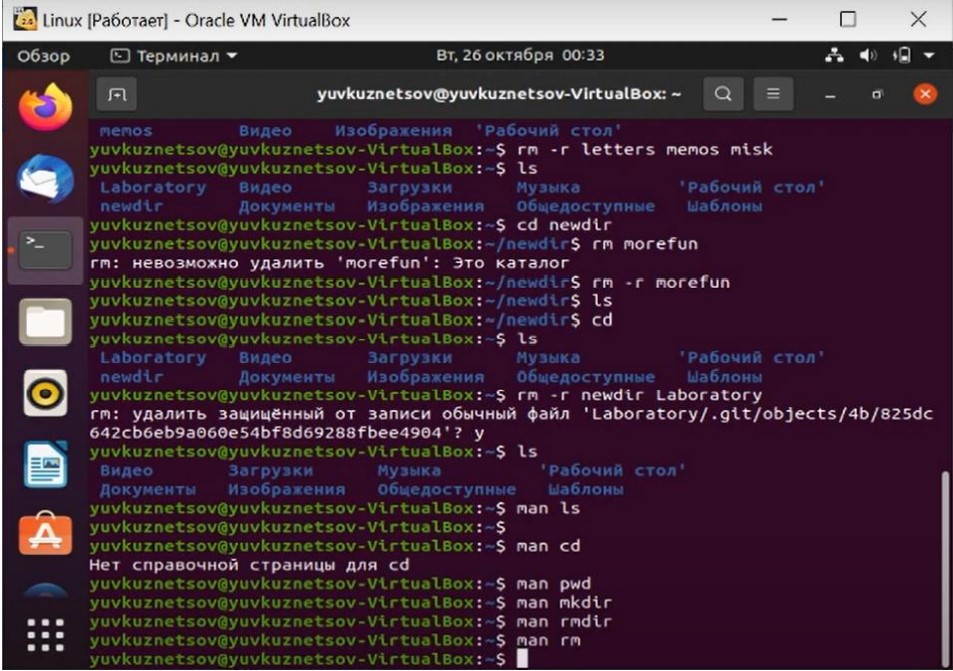 Linux [Работает] - Oracle VM VirtualBox
Обзор Терминал Вт, 26 октября 00:33
yuvkuznetsov@yuvkuznetsov-VirtualBox: ~
memos Видео Изображения 'Рабочий стол'
yuvkuznetsov@yuvkuznetsov-VirtualBox:~$ rm -r letters memos misk
yuvkuznetsov@yuvkuznetsov-VirtualBox:~$ ls
Laboratory Видео Загрузки Музыка 'Рабочий стол'
newdir Документы Изображения Общедоступные Шаблоны
yuvkuznetsov@yuvkuznetsov-VirtualBox:~$ cd newdir
yuvkuznetsov@yuvkuznetsov-VirtualBox:~/newdir$ rm morefun
rm: невозможно удалить 'morefun': Это каталог
yuvkuznetsov@yuvkuznetsov-VirtualBox:~/newdir$ rm -r morefun
yuvkuznetsov@yuvkuznetsov-VirtualBox:~/newdir$ ls
yuvkuznetsov@yuvkuznetsov-VirtualBox:~/newdir$ cd
yuvkuznetsov@yuvkuznetsov-VirtualBox:~$ ls
Laboratory Видео Загрузки Музыка 'Рабочий стол'
newdir Документы Изображения Общедоступные Шаблоны
yuvkuznetsov@yuvkuznetsov-VirtualBox:~$ rm -r newdir Laboratory
rm: удалить защищённый от записи обычный файл 'Laboratory/.git/objects/4b/825dc
642cb6eb9a060e54bf8d69288fbee4904'? y
yuvkuznetsov@yuvkuznetsov-VirtualBox:~$ ls
Видео Загрузки Музыка 'Рабочий стол'
Документы Изображения Общедоступные Шаблоны
yuvkuznetsov@yuvkuznetsov-VirtualBox:~$ man ls
yuvkuznetsov@yuvkuznetsov-VirtualBox:~$
yuvkuznetsov@yuvkuznetsov-VirtualBox:~$ man cd
Нет справочной страницы для cd
yuvkuznetsov@yuvkuznetsov-VirtualBox:~$ man pwd
yuvkuznetsov@yuvkuznetsov-VirtualBox:~$ man mkdir
yuvkuznetsov@yuvkuznetsov-VirtualBox:~$ man rmdir
yuvkuznetsov@yuvkuznetsov-VirtualBox:~$ man rm
yuvkuznetsov@yuvkuznetsov-VirtualBox:~$